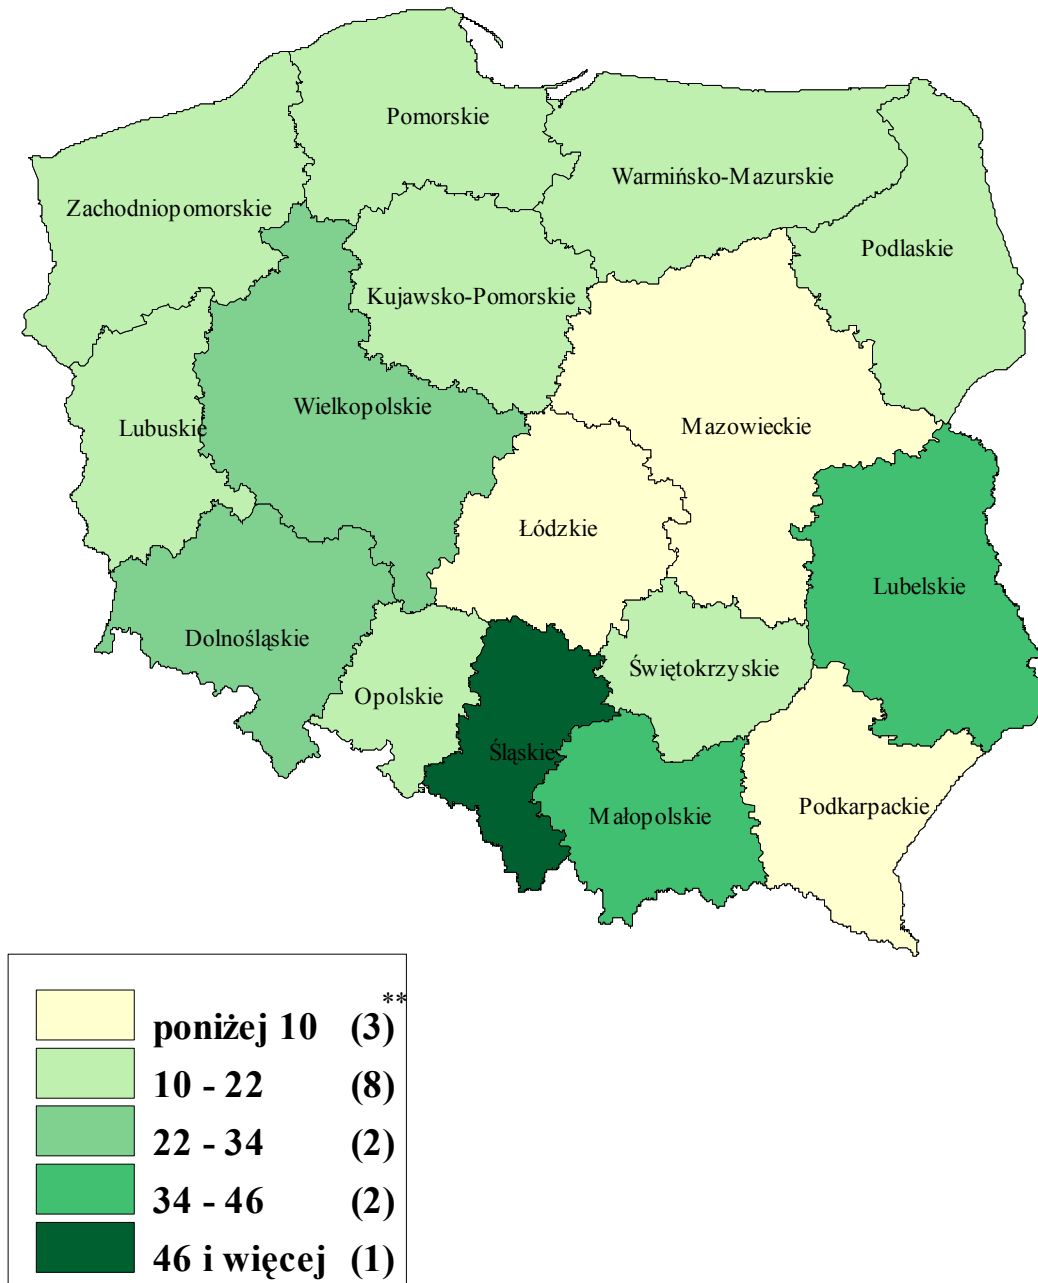 Pomorskie
Warmińsko-Mazurskie
Zachodniopomorskie
Podlaskie
Kujawsko-Pomorskie
Wielkopolskie
Mazowieckie
Lubuskie
Łódzkie
Lubelskie
Dolnośląskie
Świętokrzyskie
Opolskie
Śląskie
Podkarpackie
Małopolskie
poniżej 10 (3)**
10 - 22 (8)
22 - 34 (2)
34 - 46 (2)
46 i więcej (1)